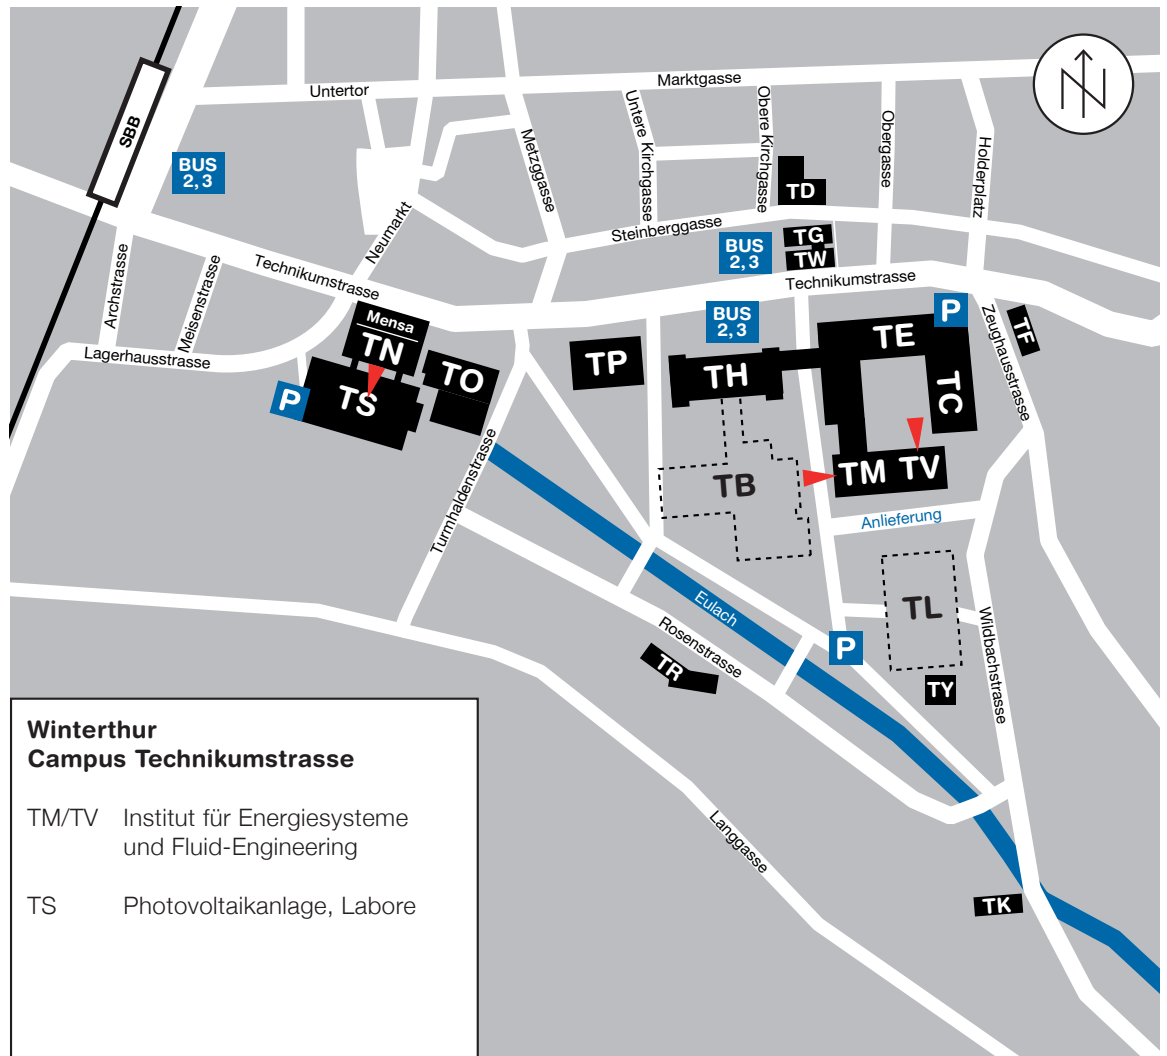 Untertor
Marktgasse
SBB
BUS
2, 3
Metzggasse
Untere Kirchgasse
Obere Kirchgasse
Obergasse
Holderplatz
N
TD
Neumarkt
Steinberggasse
TG
TW
BUS
2, 3
Archstrasse
Meisenstrasse
Technikumstrasse
Technikumstrasse
Lagerhausstrasse
Mensa
TN
TO
TS
P
TP
BUS
2, 3
TH
TE
P
TC
TF
Zeughausstrasse
TM
TV
TB
Anlieferung
Turmhaldenstrasse
Eulach
Rosenstrasse
TR
TL
P
TY
Wildbachstrasse
Langgasse
TK
Winterthur
Campus Technikumstrasse
TM/TV Institut für Energiesysteme
und Fluid-Engineering
TS Photovoltaikanlage, Labore